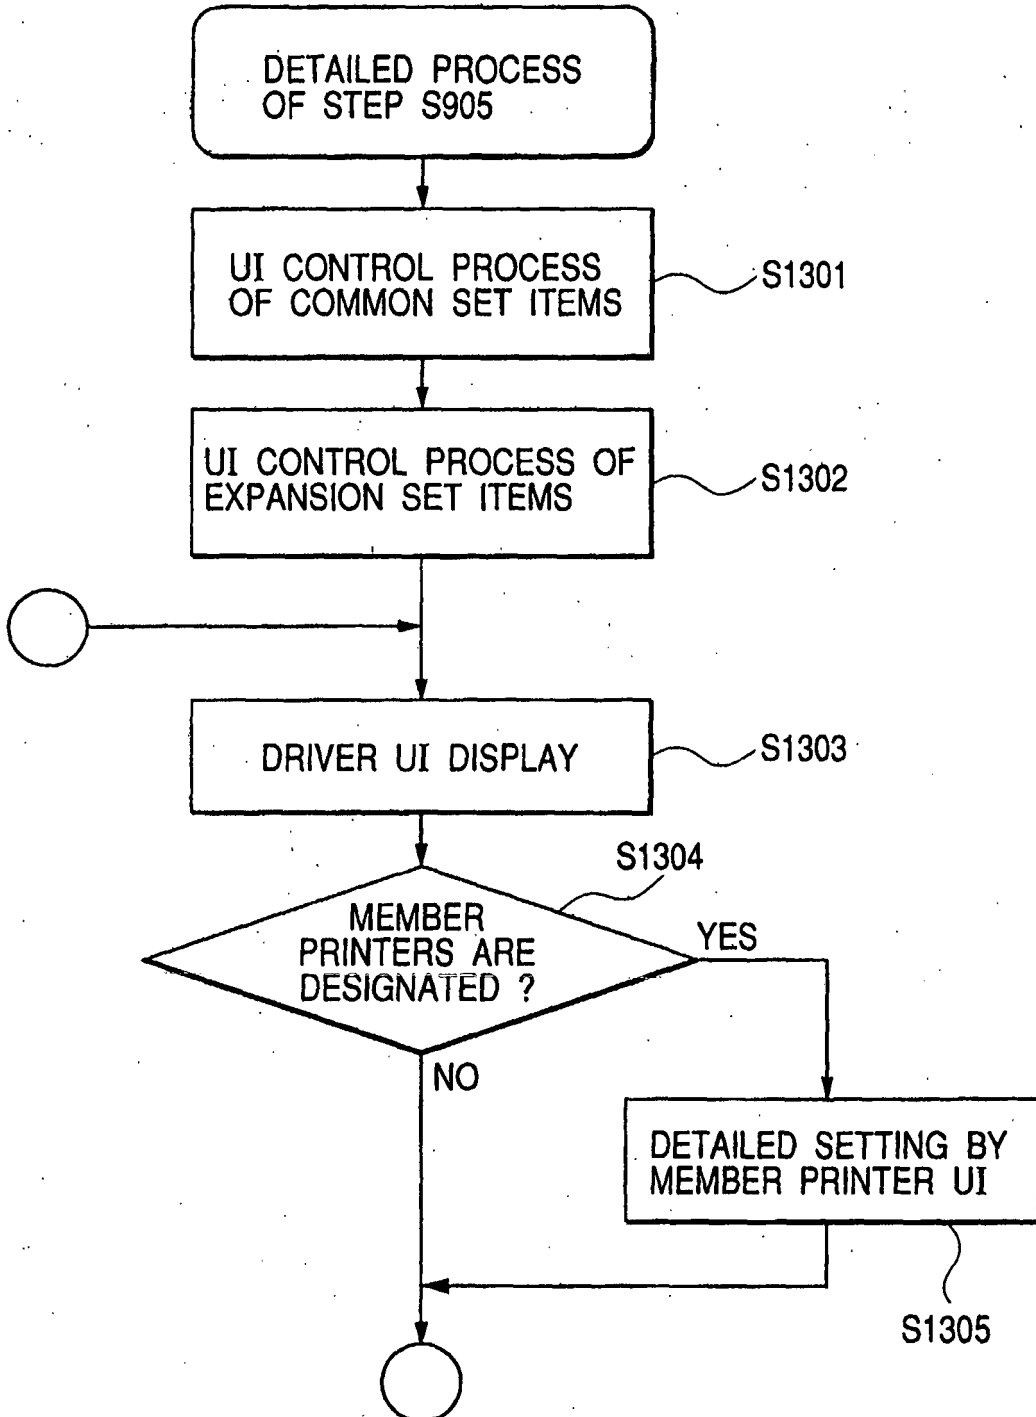 DETAILED PROCESS
OF STEP S905
UI CONTROL PROCESS
OF COMMON SET ITEMS
S1301
UI CONTROL PROCESS OF
EXPANSION SET ITEMS
S1302
DRIVER UI DISPLAY
S1303
S1304
MEMBER
PRINTERS ARE
DESIGNATED ?
YES
NO
DETAILED SETTING BY
MEMBER PRINTER UI
S1305